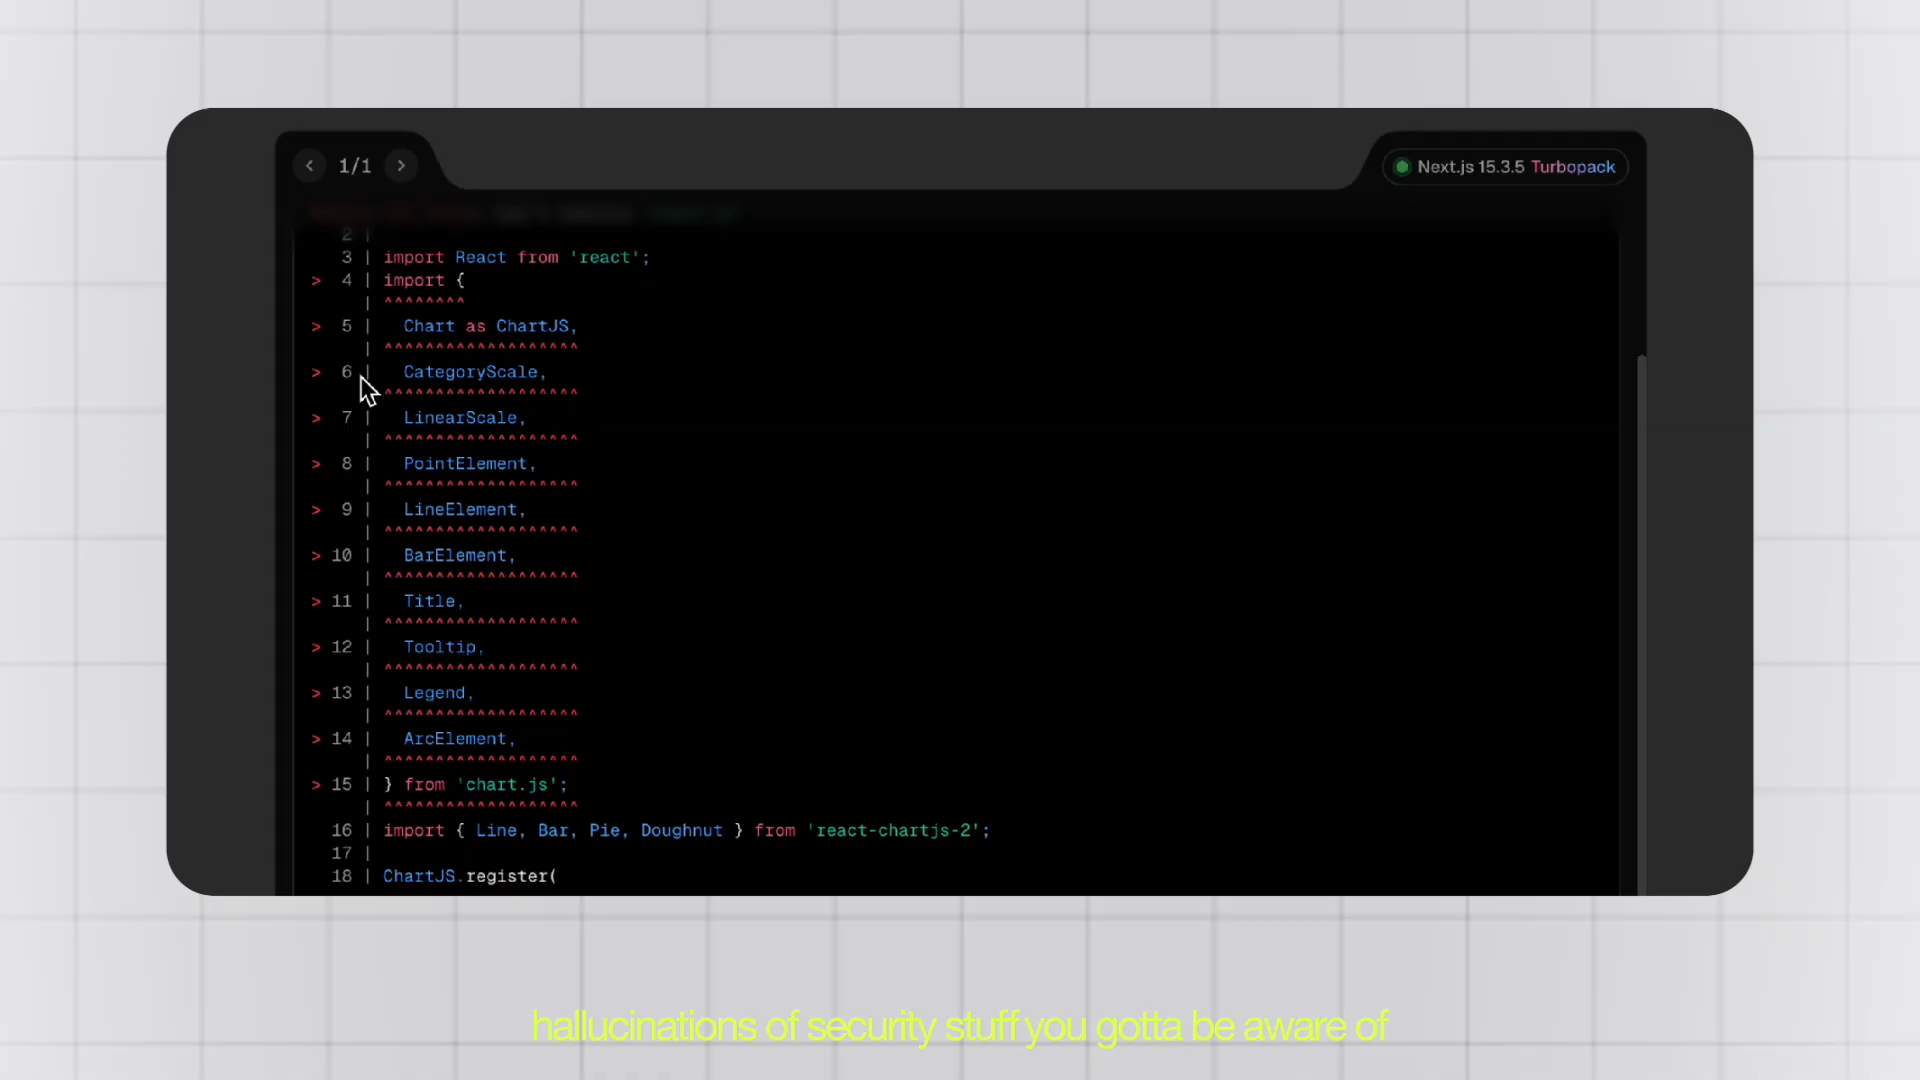 1/1
Next.js 15.3.5 Turbopack
2 |
3 | import React from 'react';
> 4 | import {
| ^^^^^^^^
> 5 | Chart as ChartJS,
| ^^^^^^^^^^^^^^^^^^^
> 6 | CategoryScale,
^^^^^^^^^^^^^^^^^^^
> 7 | LinearScale,
| ^^^^^^^^^^^^^^^^^^^
> 8 | PointElement,
| ^^^^^^^^^^^^^^^^^^^
> 9 | LineElement,
| ^^^^^^^^^^^^^^^^^^^
> 10 | BarElement,
| ^^^^^^^^^^^^^^^^^^^
> 11 | Title,
| ^^^^^^^^^^^^^^^^^^^
> 12 | Tooltip,
| ^^^^^^^^^^^^^^^^^^^
> 13 | Legend,
| ^^^^^^^^^^^^^^^^^^^
> 14 | ArcElement,
| ^^^^^^^^^^^^^^^^^^^
> 15 | } from 'chart.js';
| ^^^^^^^^^^^^^^^^^^^
16 | import { Line, Bar, Pie, Doughnut } from 'react-chartjs-2';
17 |
18 | ChartJS.register(
hallucinations of security stuff you gotta be aware of